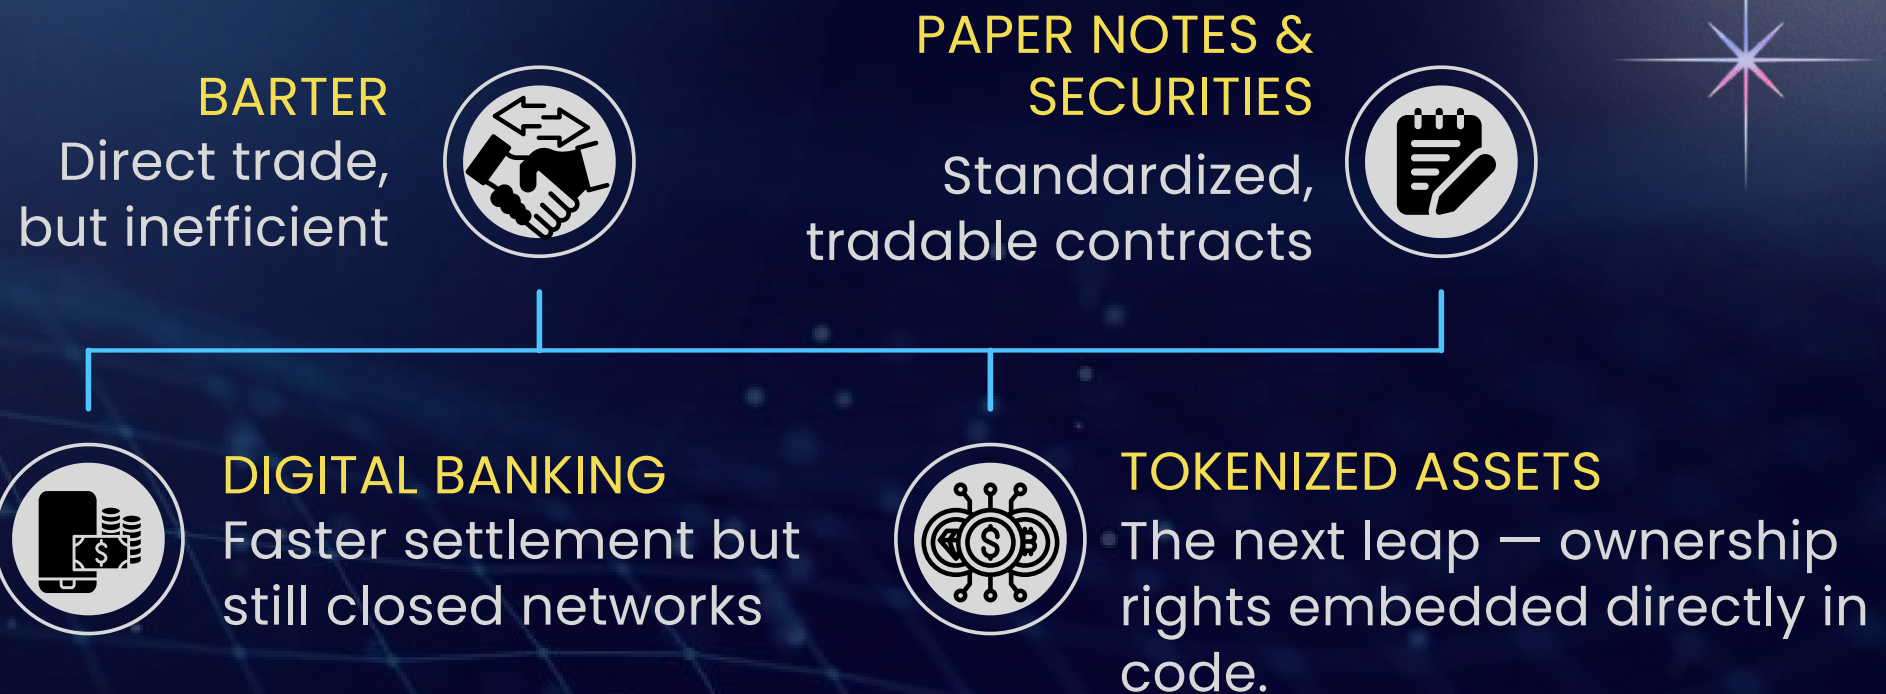 BARTER
Direct trade,
but inefficient
PAPER NOTES &
SECURITIES
Standardized,
tradable contracts
DIGITAL BANKING
Faster settlement but
still closed networks
TOKENIZED ASSETS
The next leap — ownership
rights embedded directly in
code.